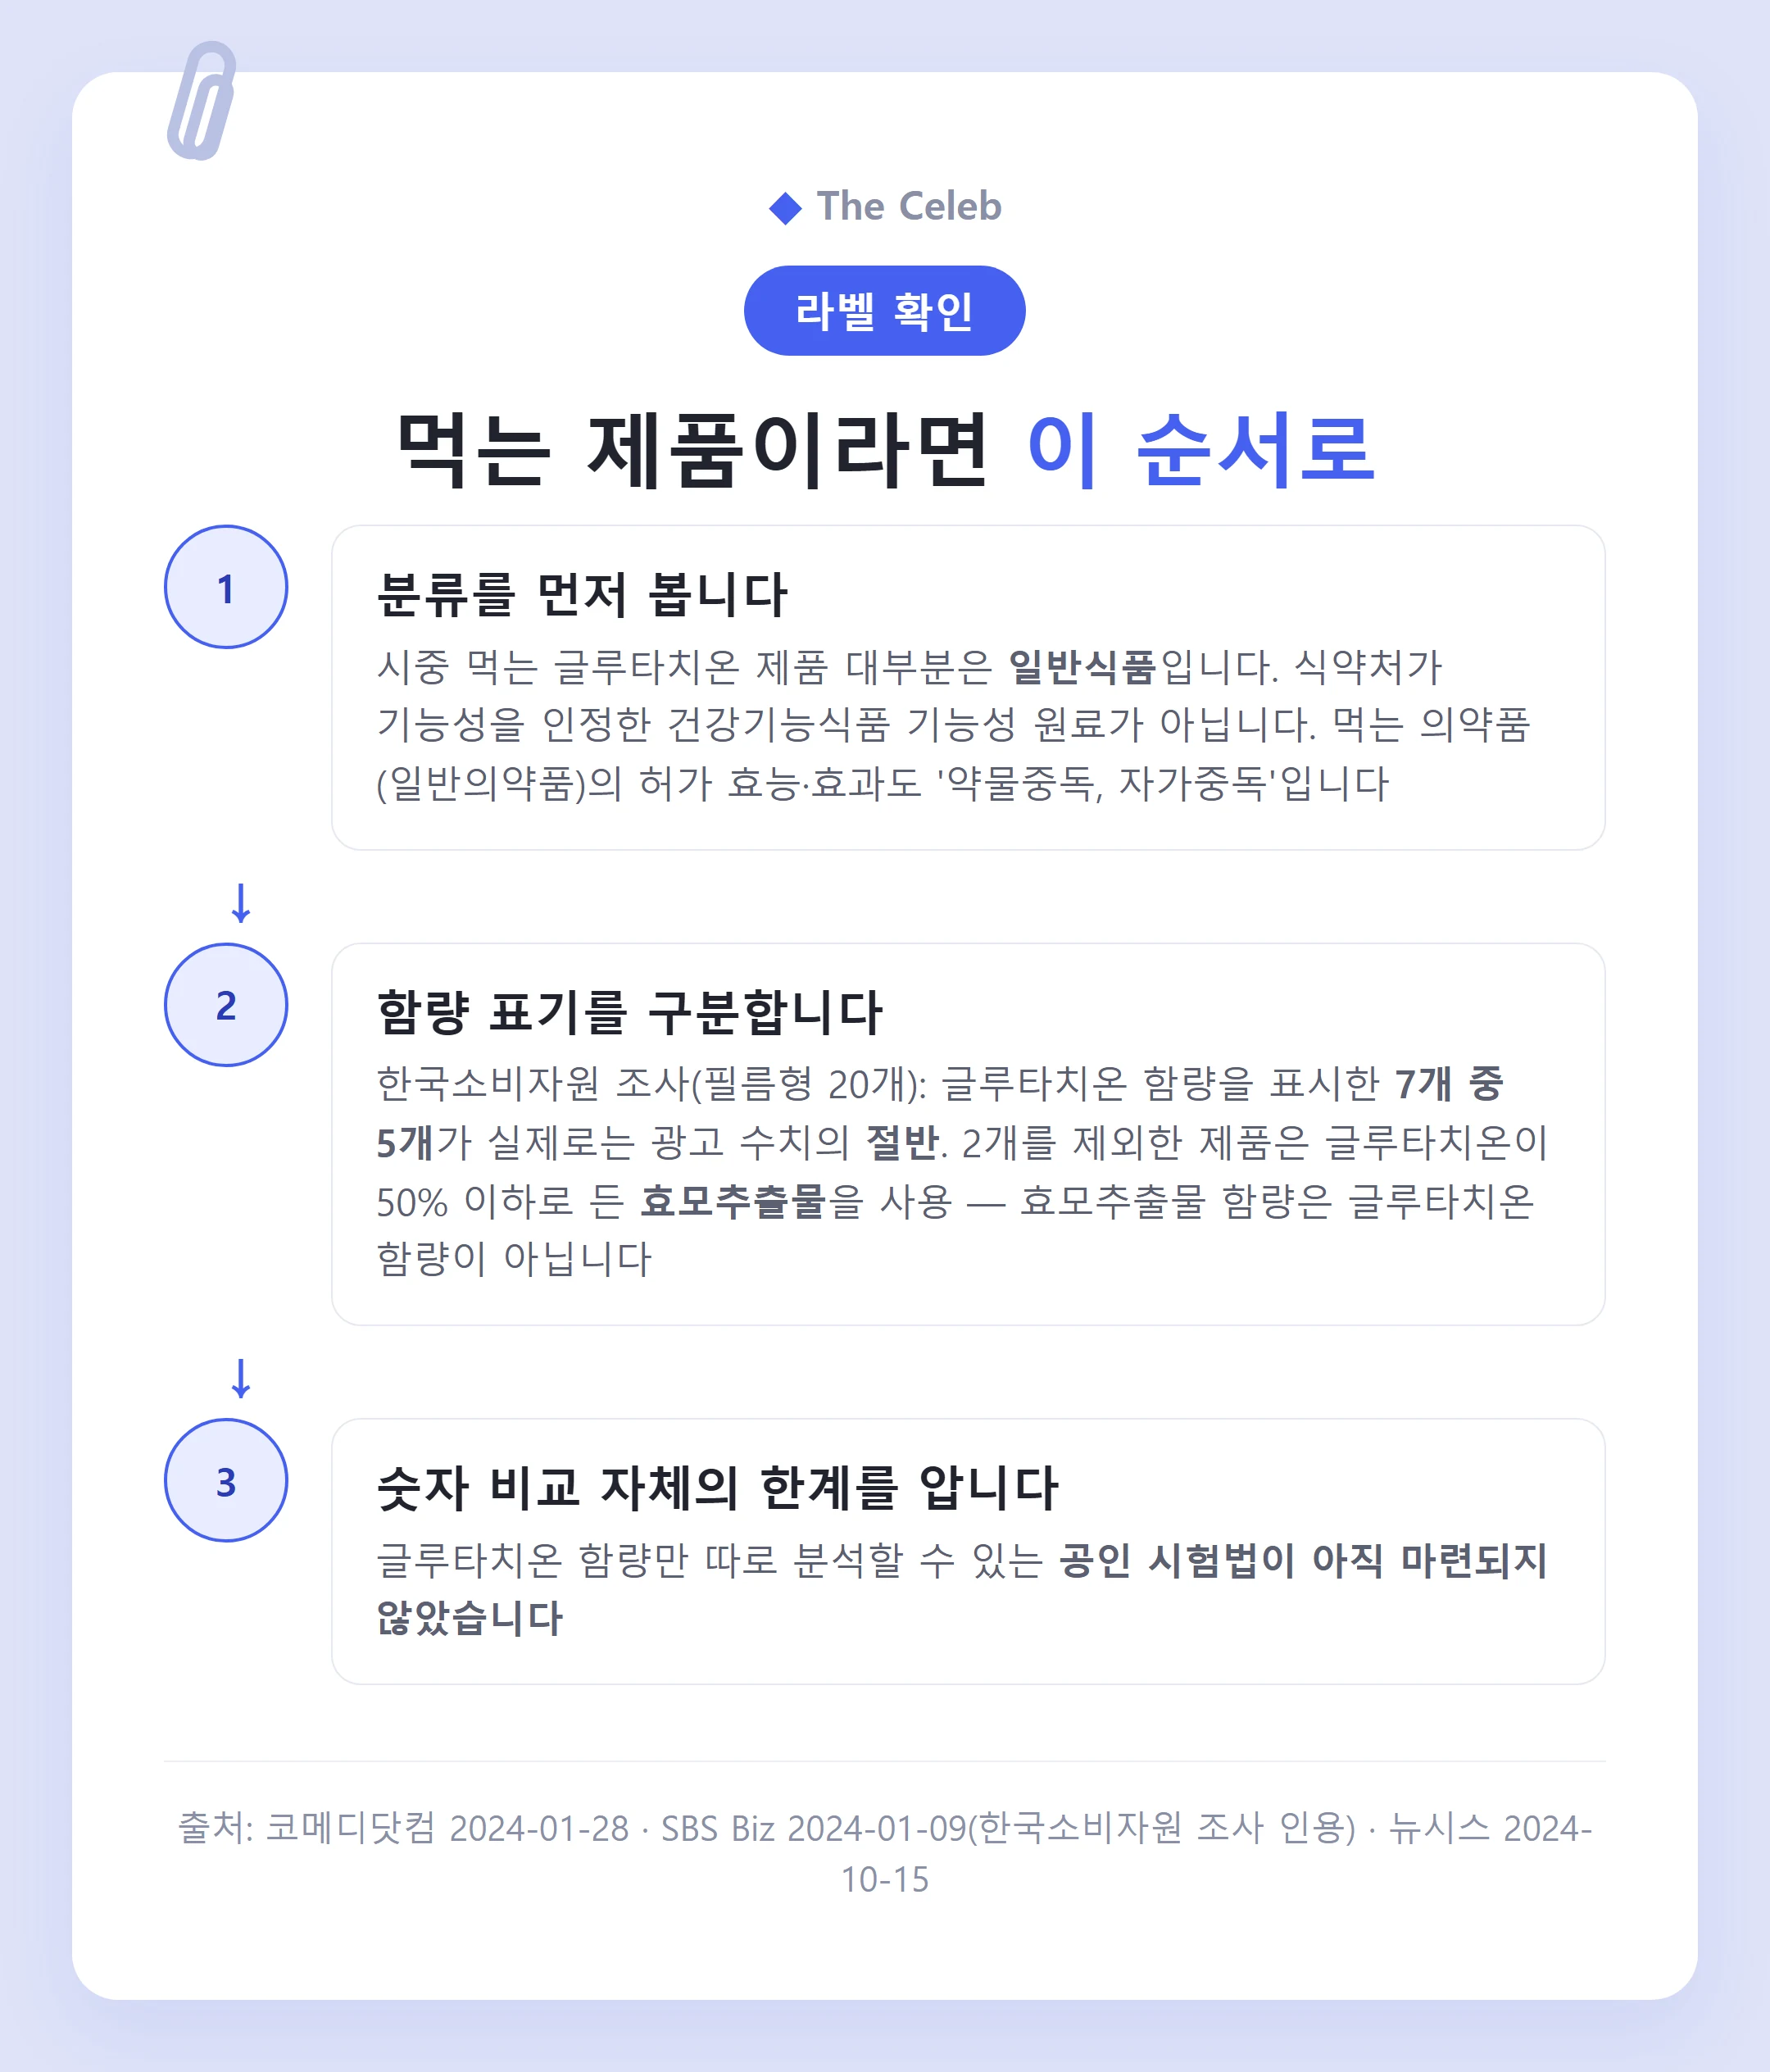 The Celeb
라벨 확인
먹는 제품이라면 이 순서로
1
분류를 먼저 봅니다
시중 먹는 글루타치온 제품 대부분은 일반식품입니다. 식약처가
기능성을 인정한 건강기능식품 기능성 원료가 아닙니다. 먹는 의약품
(일반의약품)의 허가 효능·효과도 '약물중독, 자가중독'입니다
↓
2
함량 표기를 구분합니다
한국소비자원 조사(필름형 20개): 글루타치온 함량을 표시한 7개 중
5개가 실제로는 광고 수치의 절반. 2개를 제외한 제품은 글루타치온이
50% 이하로 든 효모추출물을 사용 — 효모추출물 함량은 글루타치온
함량이 아닙니다
↓
3
숫자 비교 자체의 한계를 압니다
글루타치온 함량만 따로 분석할 수 있는 공인 시험법이 아직 마련되지
않았습니다
출처: 코메디닷컴 2024-01-28 · SBS Biz 2024-01-09(한국소비자원 조사 인용) · 뉴시스 2024-
10-15